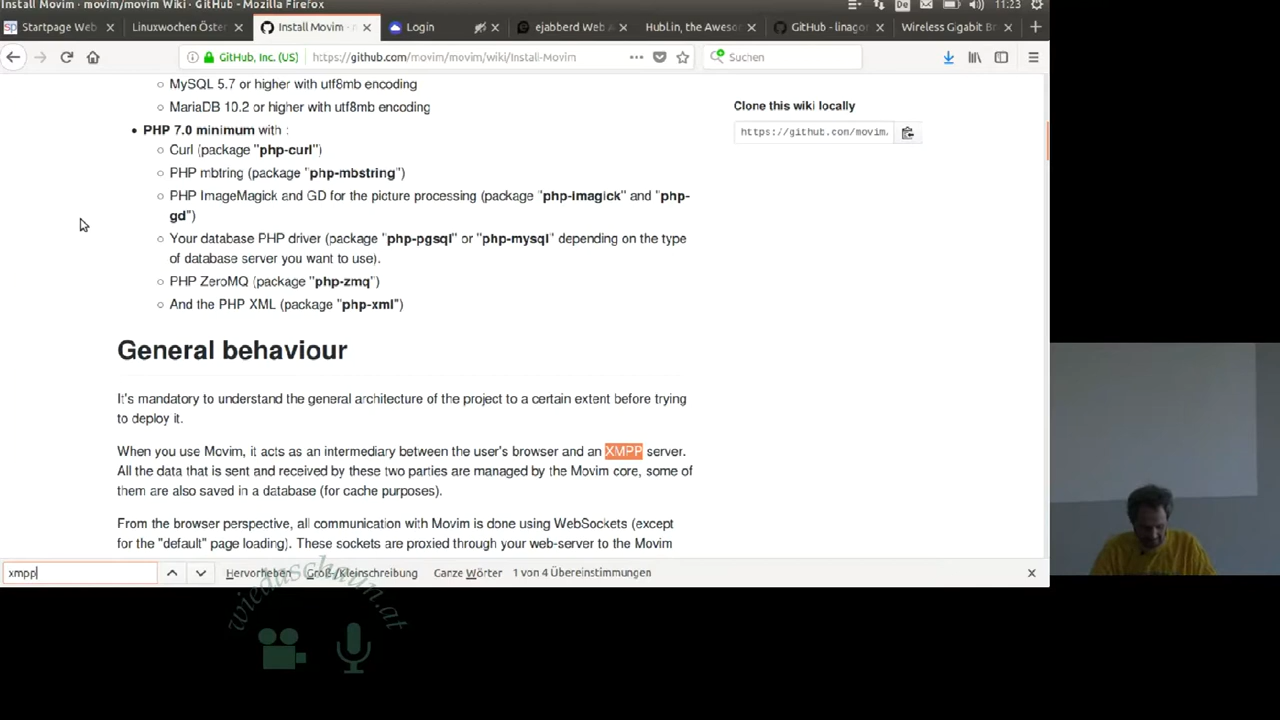 Install Movim · movim/movim Wiki · GitHub - Mozilla Firefox
De
11:23
Startpage Web
Linuxwochen Öster
Install Movim ·
Login
ejabberd Web A
Hubl.in, the Aweso
GitHub - linago
Wireless Gigabit Br
GitHub, Inc. (US)
https://github.com/movim/movim/wiki/Install-Movim
Suchen
MySQL 5.7 or higher with utf8mb encoding
MariaDB 10.2 or higher with utf8mb encoding
PHP 7.0 minimum with :
Curl (package "php-curl")
PHP mbtring (package "php-mbstring")
PHP ImageMagick and GD for the picture processing (package "php-imagick" and "php-
gd")
Your database PHP driver (package "php-pgsql" or "php-mysql" depending on the type
of database server you want to use).
PHP ZeroMQ (package "php-zmq")
And the PHP XML (package "php-xml")
Clone this wiki locally
https://github.com/movim.
General behaviour
It's mandatory to understand the general architecture of the project to a certain extent before trying
to deploy it.
When you use Movim, it acts as an intermediary between the user's browser and an XMPP server.
All the data that is sent and received by these two parties are managed by the Movim core, some of
them are also saved in a database (for cache purposes).
From the browser perspective, all communication with Movim is done using WebSockets (except
for the "default" page loading). These sockets are proxied through your web-server to the Movim
xmpp
Hervorheben
Groß-/Kleinschreibung
Ganze Wörter
1 von 4 Übereinstimmungen
wieduschaun.at